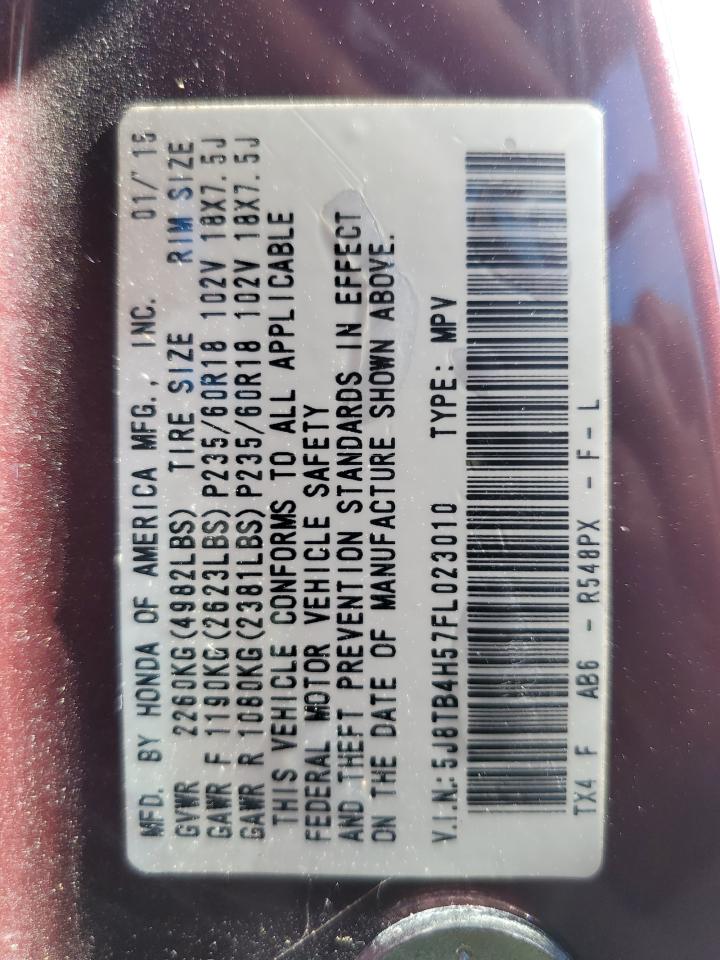 MFD. BY HONDA OF AMERICA MFG., INC. 01/'15
GVWR 2260KG(4982LBS) TIRE SIZE RIM SIZE
GAWR F 1190KG(2623LBS) P235/60R18 102V 18X7.5J
GAWR R 1080KG(2381LBS) P235/60R18 102V 18X7.5J
THIS VEHICLE CONFORMS TO ALL APPLICABLE
FEDERAL MOTOR VEHICLE SAFETY
AND THEFT PREVENTION STANDARDS IN EFFECT
ON THE DATE OF MANUFACTURE SHOWN ABOVE.
V.I.N.: 5J8TB4H57FL023010 TYPE: MPV
TX4 F AB6 - R548PX - F - L